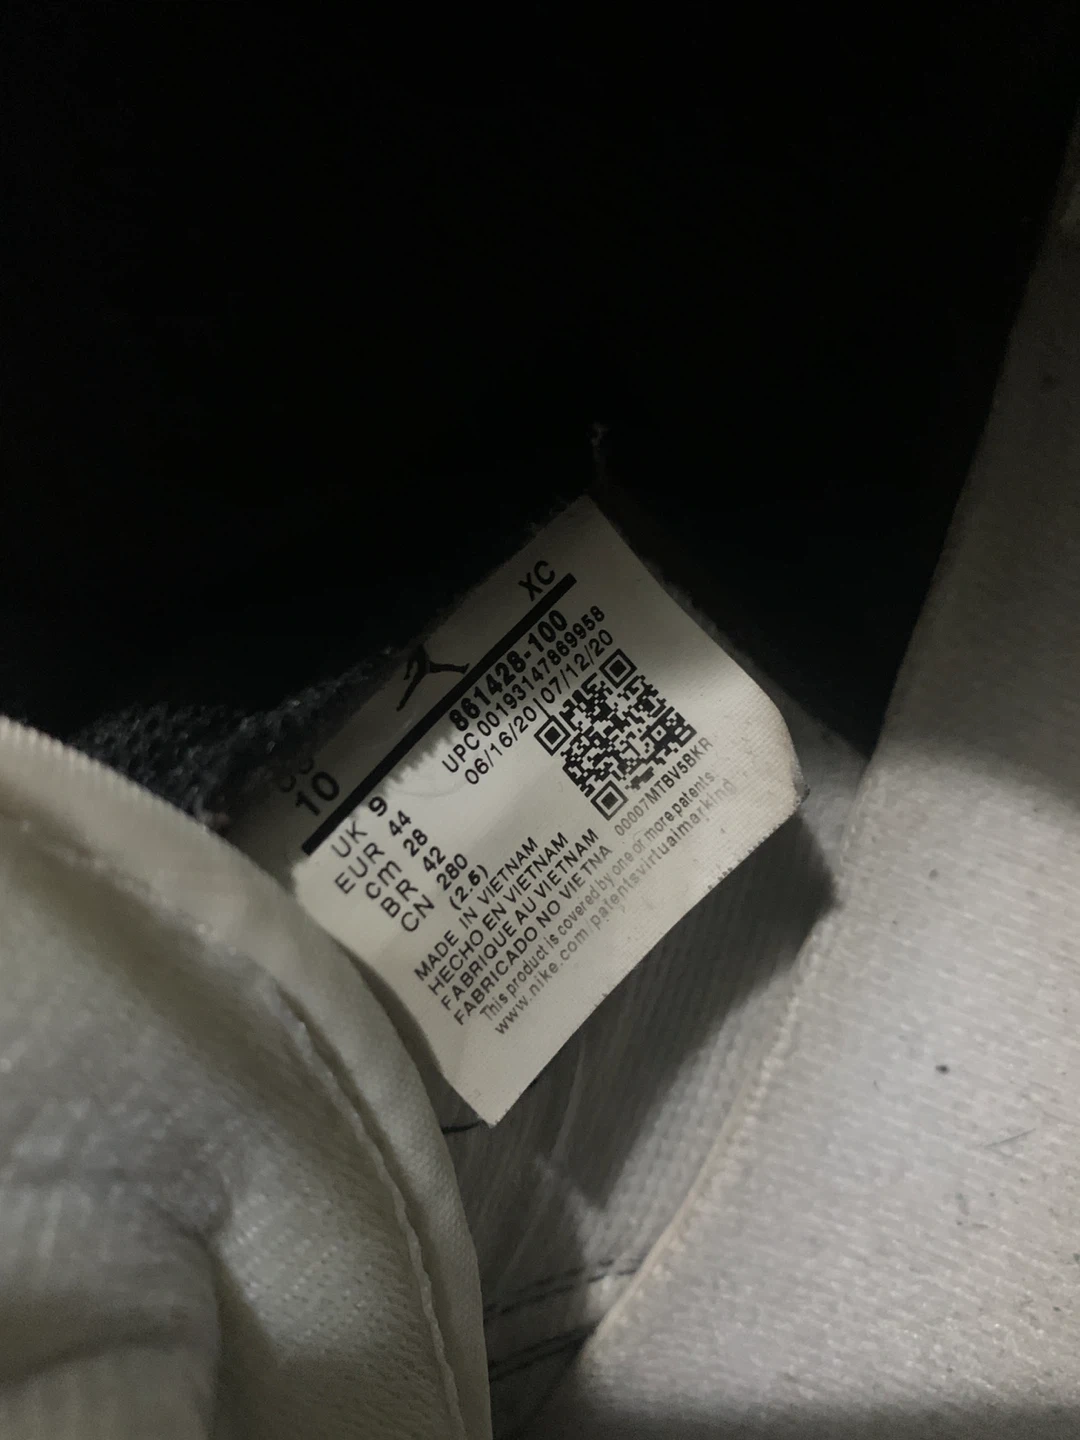 XC
10
UK 9
EUR 44
cm 28
BR 42
CN 280
(2.5)
861428-100
UPC 00193147869958
06/16/20|07/12/20
00007MTBV5BKR
MADE IN VIETNAM
HECHO EN VIETNAM
FABRIQUE AU VIETNAM
FABRICADO NO VIETNA
This product is covered by one or more patents
www.nike.com/patentsvirtualmarking